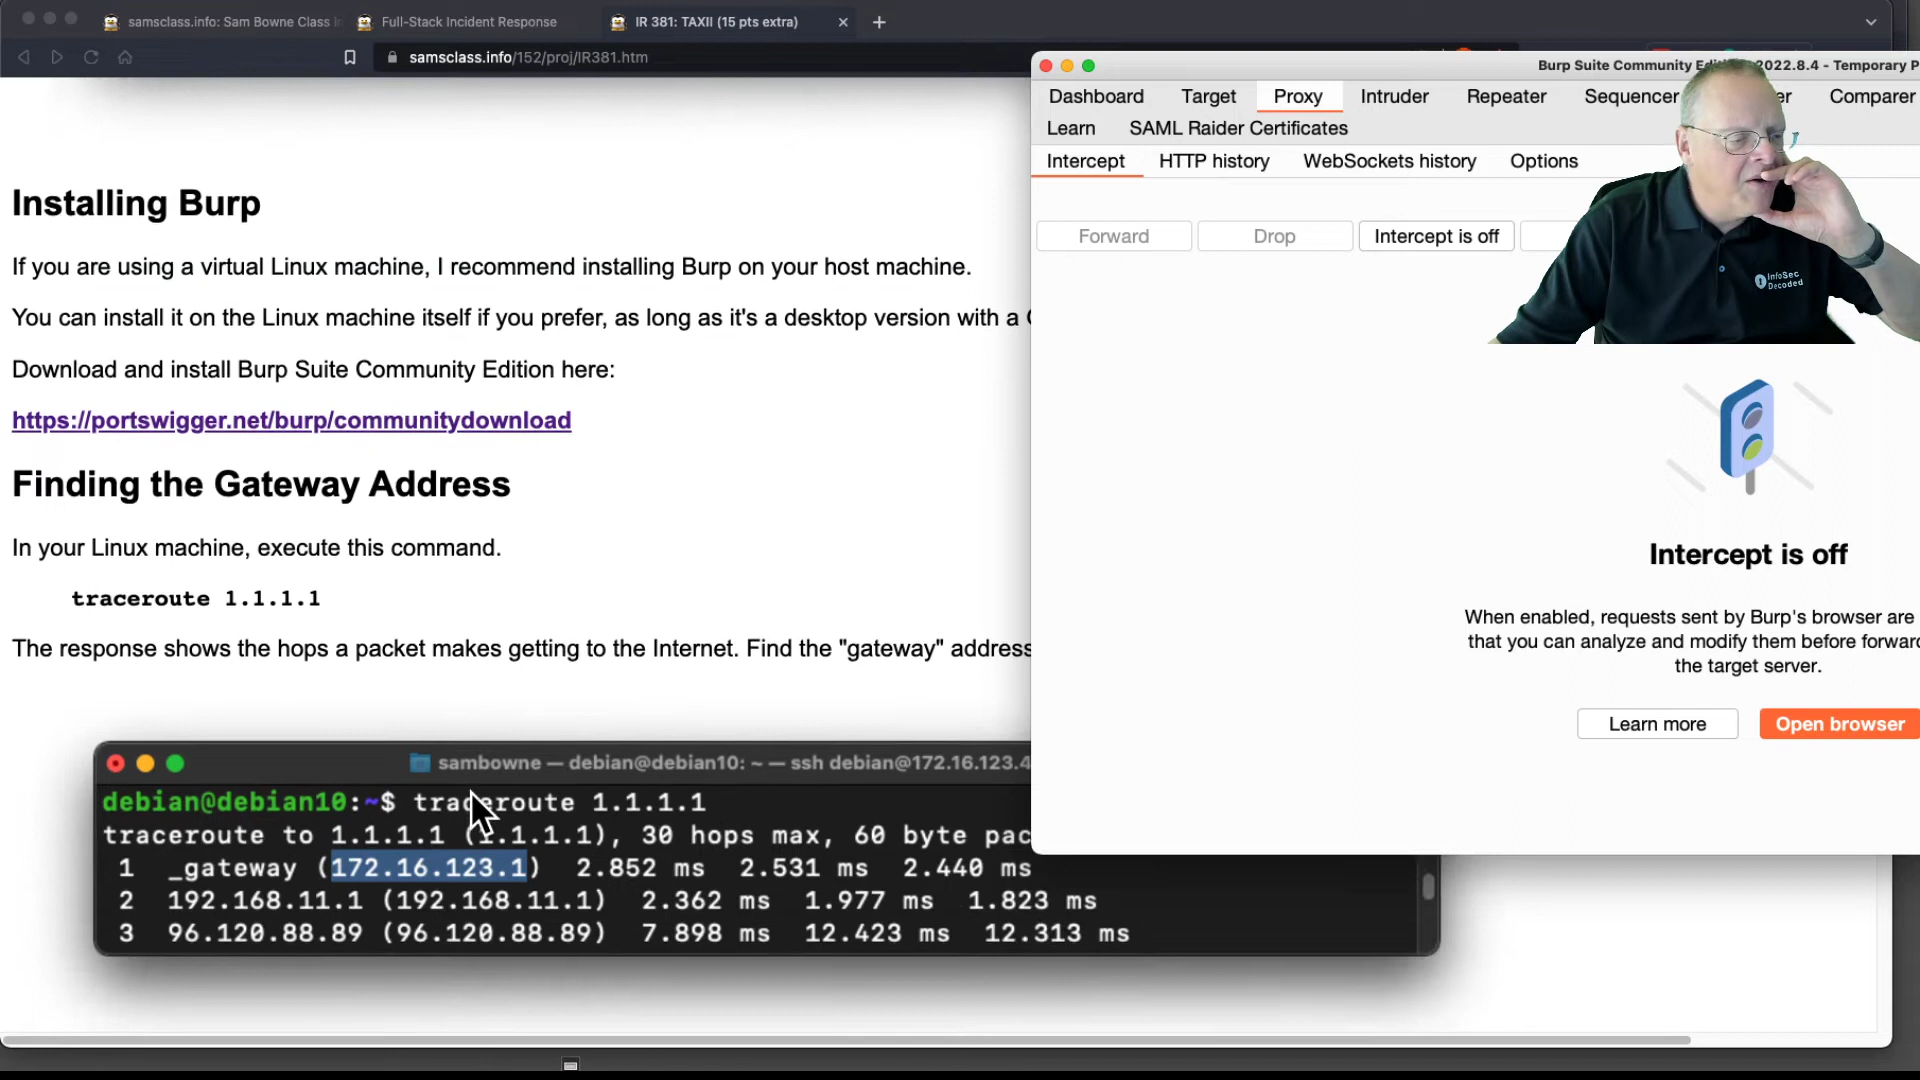 samsclass.info: Sam Bowne Class In
Full-Stack Incident Response
IR 381: TAXII (15 pts extra)
samsclass.info/152/proj/IR381.htm
Installing Burp
If you are using a virtual Linux machine, I recommend installing Burp on your host machine.
You can install it on the Linux machine itself if you prefer, as long as it's a desktop version with a
Download and install Burp Suite Community Edition here:
https://portswigger.net/burp/communitydownload
Finding the Gateway Address
In your Linux machine, execute this command.
traceroute 1.1.1.1
The response shows the hops a packet makes getting to the Internet. Find the "gateway" address
sambowne — debian@debian10: ~ — ssh debian@172.16.123.4
debian@debian10:~$ traceroute 1.1.1.1
traceroute to 1.1.1.1 (1.1.1.1), 30 hops max, 60 byte pac
1 _gateway (172.16.123.1) 2.852 ms 2.531 ms 2.440 ms
2 192.168.11.1 (192.168.11.1) 2.362 ms 1.977 ms 1.823 ms
3 96.120.88.89 (96.120.88.89) 7.898 ms 12.423 ms 12.313 ms
Burp Suite Community 2022.8.4 - Temporary P
Dashboard Target Proxy Intruder Repeater Sequencer er Comparer
Learn SAML Raider Certificates
Intercept HTTP history WebSockets history Options
Forward Drop Intercept is off
InfoSec
Decoded
Intercept is off
When enabled, requests sent by Burp's browser are
that you can analyze and modify them before forward
the target server.
Learn more Open browser